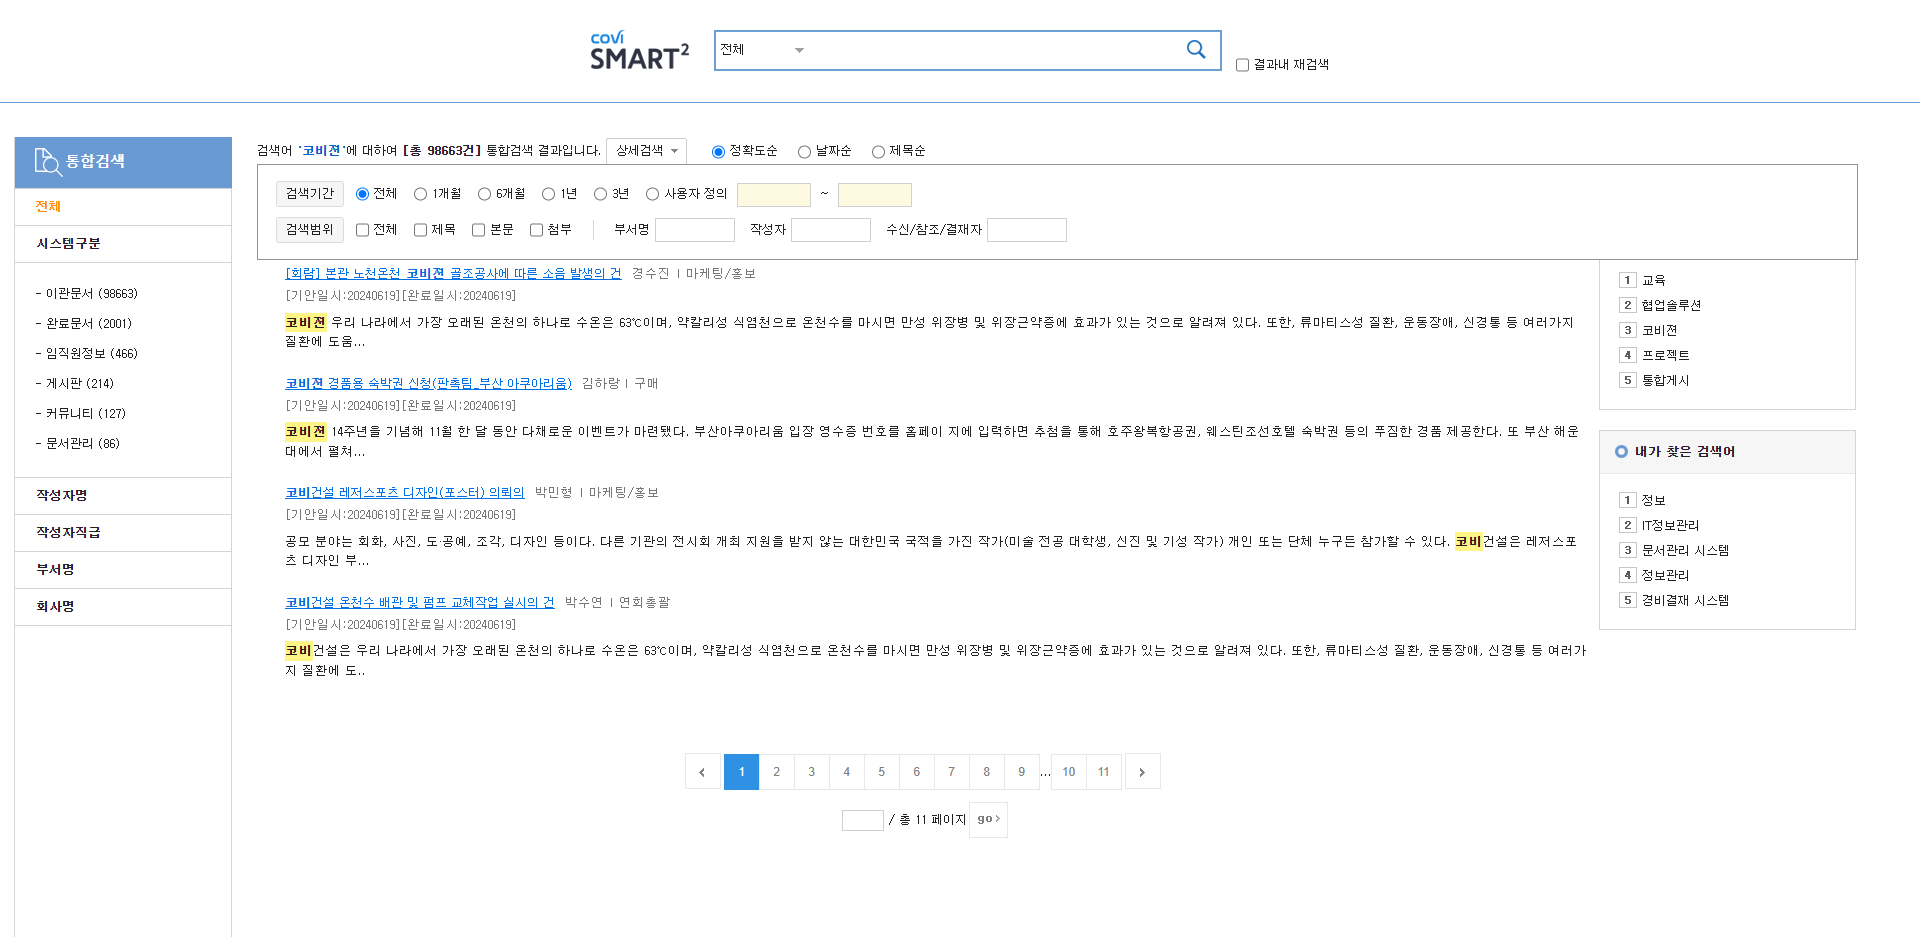 covi
SMART²
전체
결과내 재검색
통합검색
전체
시스템구분
- 이관문서 (98663)
- 완료문서 (2001)
- 임직원정보 (466)
- 게시판 (214)
- 커뮤니티 (127)
- 문서관리 (86)
작성자명
작성자직급
부서명
회사명
검색어 '코비젼'에 대하여 [총 98663건] 통합검색 결과입니다. 상세검색 정확도순 날짜순 제목순
검색기간 전체 1개월 6개월 1년 3년 사용자 정의 ~
검색범위 전체 제목 본문 첨부 부서명 작성자 수신/참조/결재자
[회람] 본관 노천온천 코비젼 골조공사에 따른 소음 발생의 건 경수진 | 마케팅/홍보
[기안일시:20240619][완료일시:20240619]
코비젼 우리 나라에서 가장 오래된 온천의 하나로 수온은 63℃이며, 약칼리성 식염천으로 온천수를 마시면 만성 위장병 및 위장근약증에 효과가 있는 것으로 알려져 있다. 또한, 류마티스성 질환, 운동장애, 신경통 등 여러가지
질환에 도움...
코비젼 경품용 숙박권 신청(판촉팀_부산 아쿠아리움) 김하랑 | 구매
[기안일시:20240619][완료일시:20240619]
코비젼 14주년을 기념해 11월 한 달 동안 다채로운 이벤트가 마련됐다. 부산아쿠아리움 입장 영수증 번호를 홈페이 지에 입력하면 추첨을 통해 호주왕복항공권, 웨스틴조선호텔 숙박권 등의 푸짐한 경품 제공한다. 또 부산 해운
대에서 펼쳐...
코비건설 레저스포츠 디자인(포스터) 의뢰의 박민형 | 마케팅/홍보
[기안일시:20240619][완료일시:20240619]
공모 분야는 회화, 사진, 도·공예, 조각, 디자인 등이다. 다른 기관의 전시회 개최 지원을 받지 않는 대한민국 국적을 가진 작가(미술 전공 대학생, 신진 및 기성 작가) 개인 또는 단체 누구든 참가할 수 있다. 코비건설은 레저스포
츠 디자인 부...
코비건설 온천수 배관 및 펌프 교체작업 실시의 건 박수연 | 연회총괄
[기안일시:20240619][완료일시:20240619]
코비건설은 우리 나라에서 가장 오래된 온천의 하나로 수온은 63℃이며, 약칼리성 식염천으로 온천수를 마시면 만성 위장병 및 위장근약증에 효과가 있는 것으로 알려져 있다. 또한, 류마티스성 질환, 운동장애, 신경통 등 여러가
지 질환에 도..
1 2 3 4 5 6 7 8 9 ... 10 11
/ 총 11 페이지 go
1 교육
2 협업솔루션
3 코비젼
4 프로젝트
5 통합게시
내가 찾은 검색어
1 정보
2 IT정보관리
3 문서관리 시스템
4 정보관리
5 경비결재 시스템